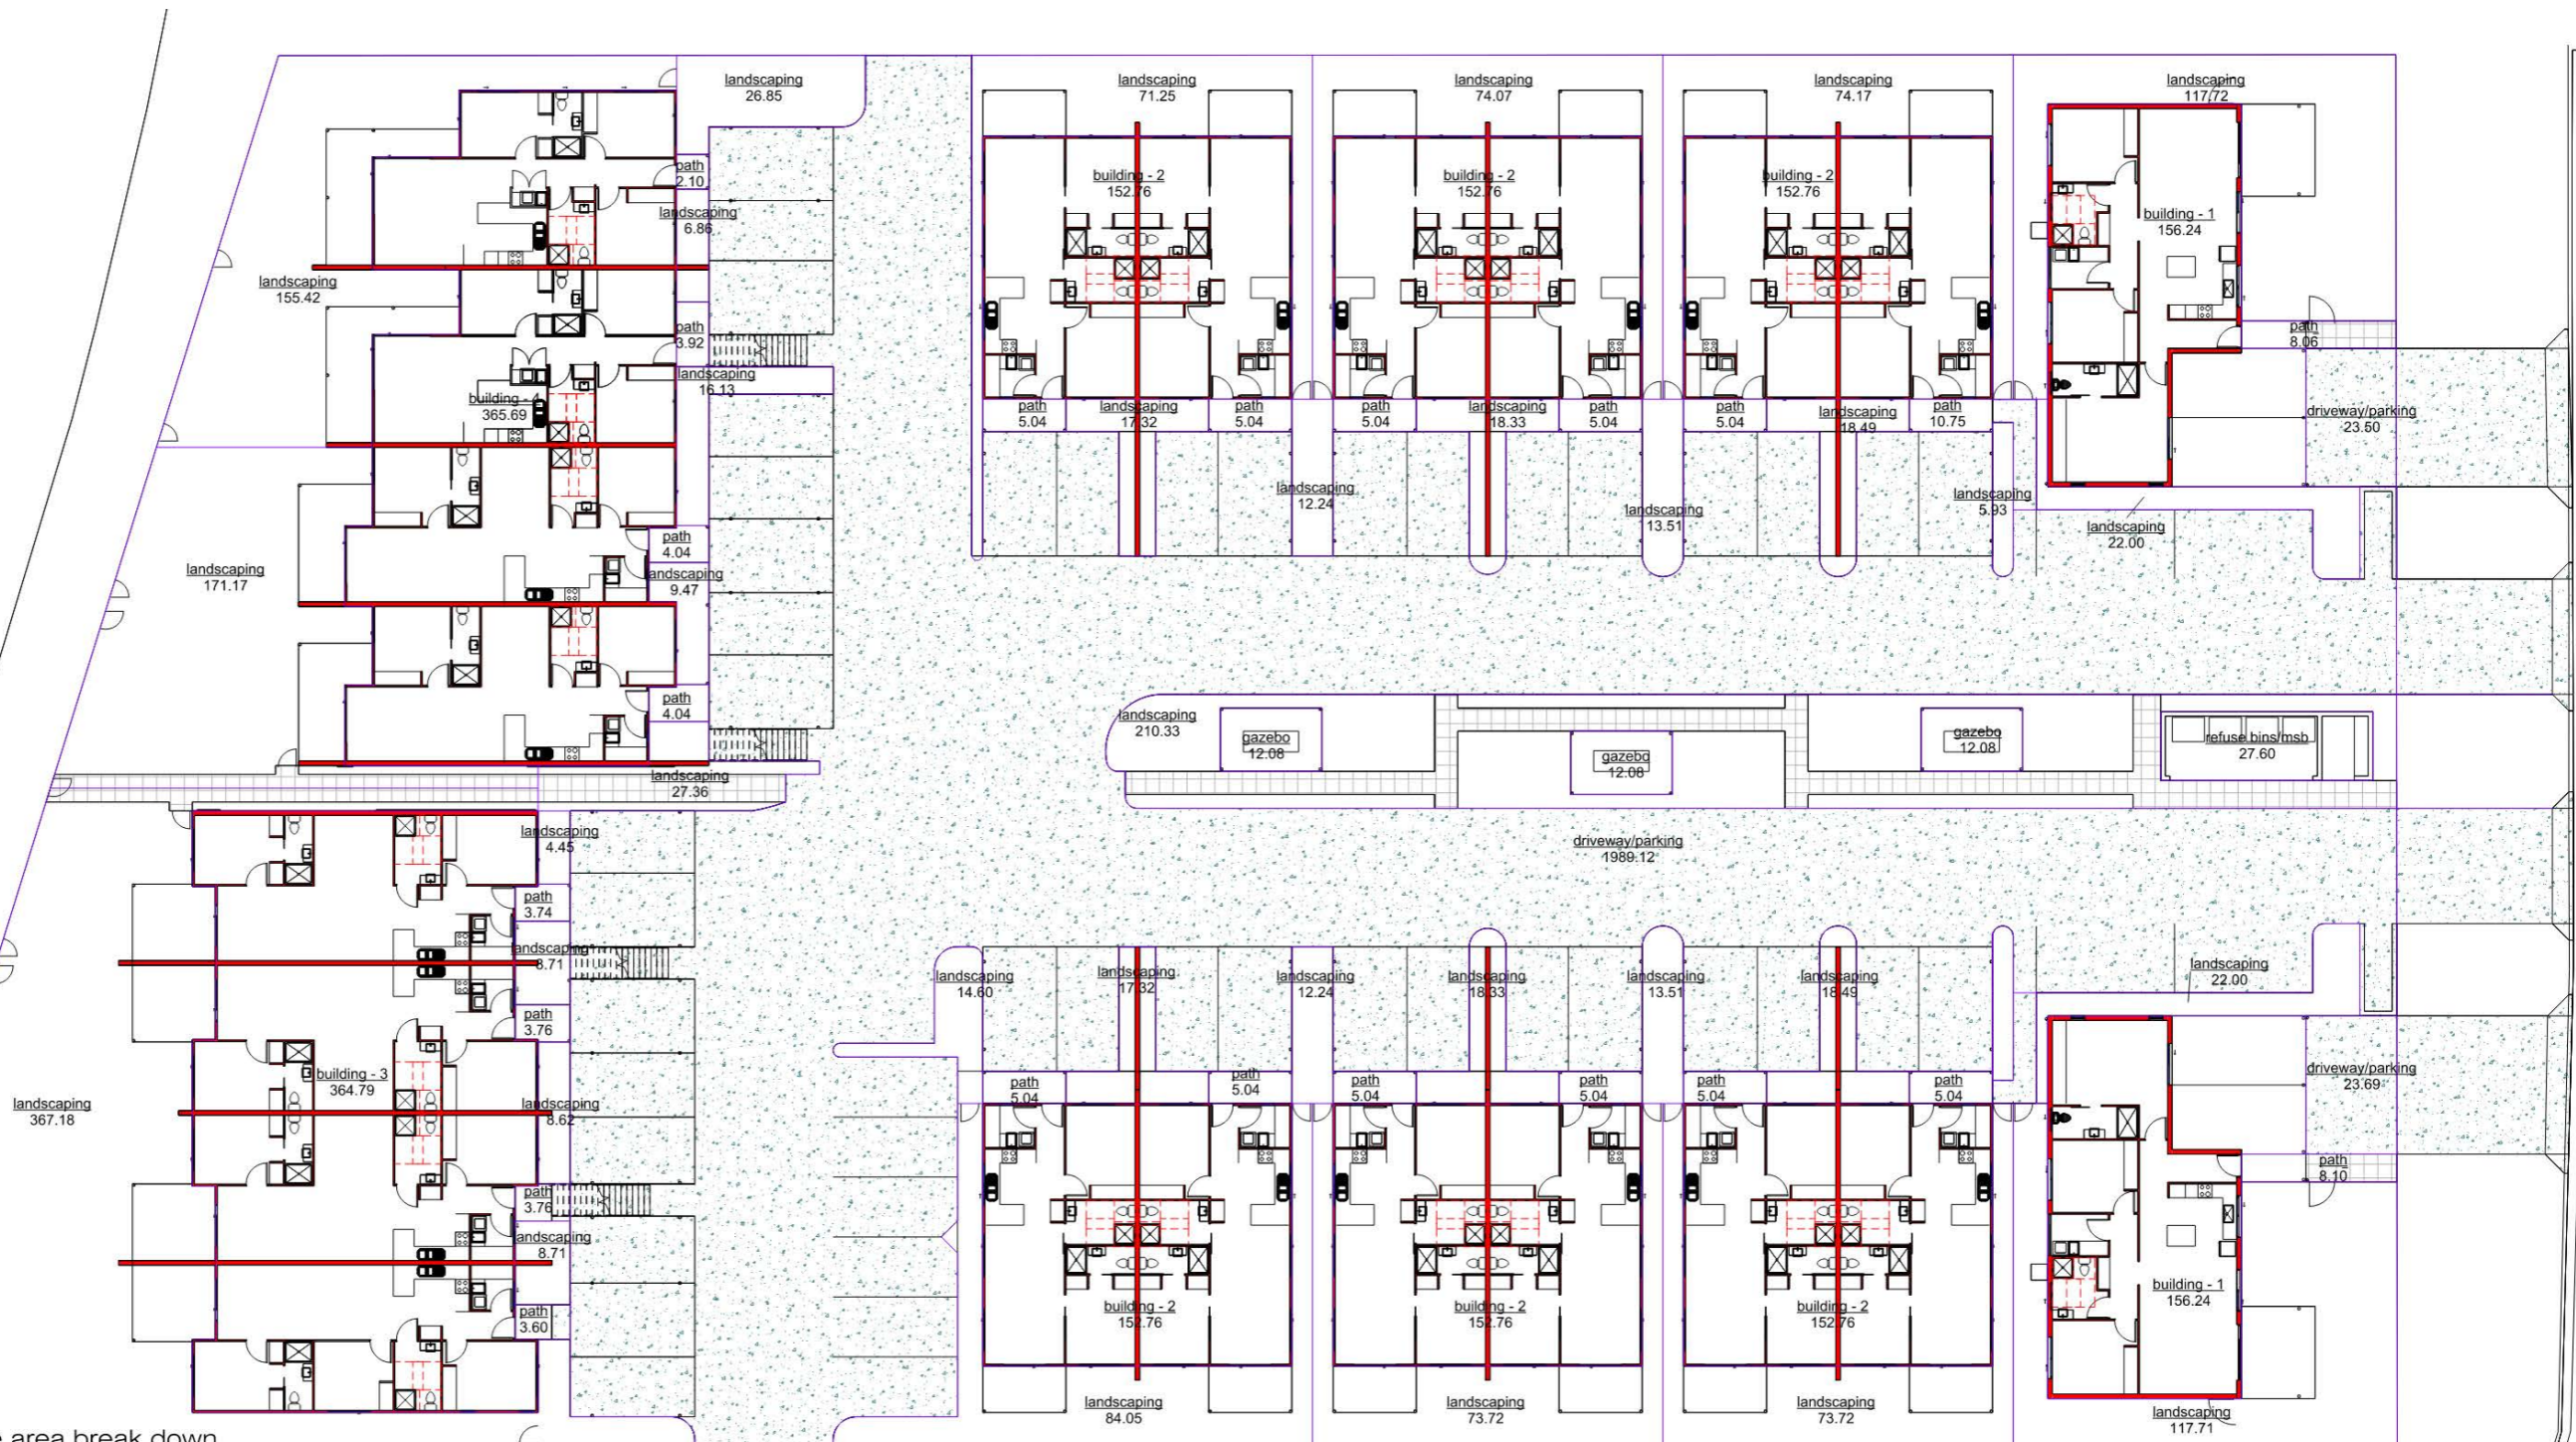 landscaping
26.85
landscaping
71.25
landscaping
74.07
landscaping
74.17
landscaping
117.72
path
2.10
building - 2
152.76
building - 2
152.76
building - 2
152.76
landscaping
6.86
building - 1
156.24
landscaping
155.42
path
3.92
path
8.06
landscaping
16.13
building - 4
365.69
path
5.04
landscaping
17.32
path
5.04
path
5.04
landscaping
18.33
path
5.04
path
5.04
landscaping
18.49
path
10.75
driveway/parking
23.50
landscaping
12.24
landscaping
13.51
landscaping
5.93
landscaping
22.00
path
4.04
landscaping
171.17
landscaping
9.47
path
4.04
landscaping
210.33
gazebo
12.08
gazebo
12.08
gazebo
12.08
refuse bins/msb
27.60
landscaping
27.36
landscaping
4.45
driveway/parking
1989.12
path
3.74
landscaping
8.71
landscaping
14.60
landscaping
17.32
landscaping
12.24
landscaping
18.33
landscaping
13.51
landscaping
18.49
landscaping
22.00
path
3.76
building - 3
364.79
path
5.04
path
5.04
path
5.04
path
5.04
path
5.04
path
5.04
driveway/parking
23.69
landscaping
367.18
landscaping
8.62
path
8.10
path
3.76
landscaping
8.71
building - 1
156.24
path
3.60
building - 2
152.76
building - 2
152.76
building - 2
152.76
landscaping
84.05
landscaping
73.72
landscaping
73.72
landscaping
117.71
area break down